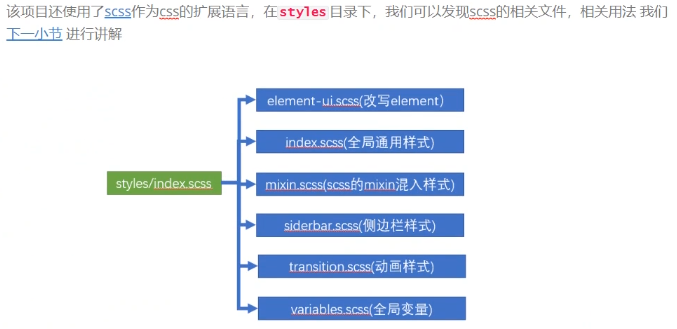 该项目还使用了scss作为css的扩展语言，在styles目录下，我们可以发现scss的相关文件，相关用法 我们
下一小节 进行讲解
element-ui.scss(改写element）
index.scss(全局通用样式)
styles/index.scss
mixin.scss(scss的mixin混入样式)
siderbar.scss(侧边栏样式)
transition.scss(动画样式)
variables.scss(全局变量)